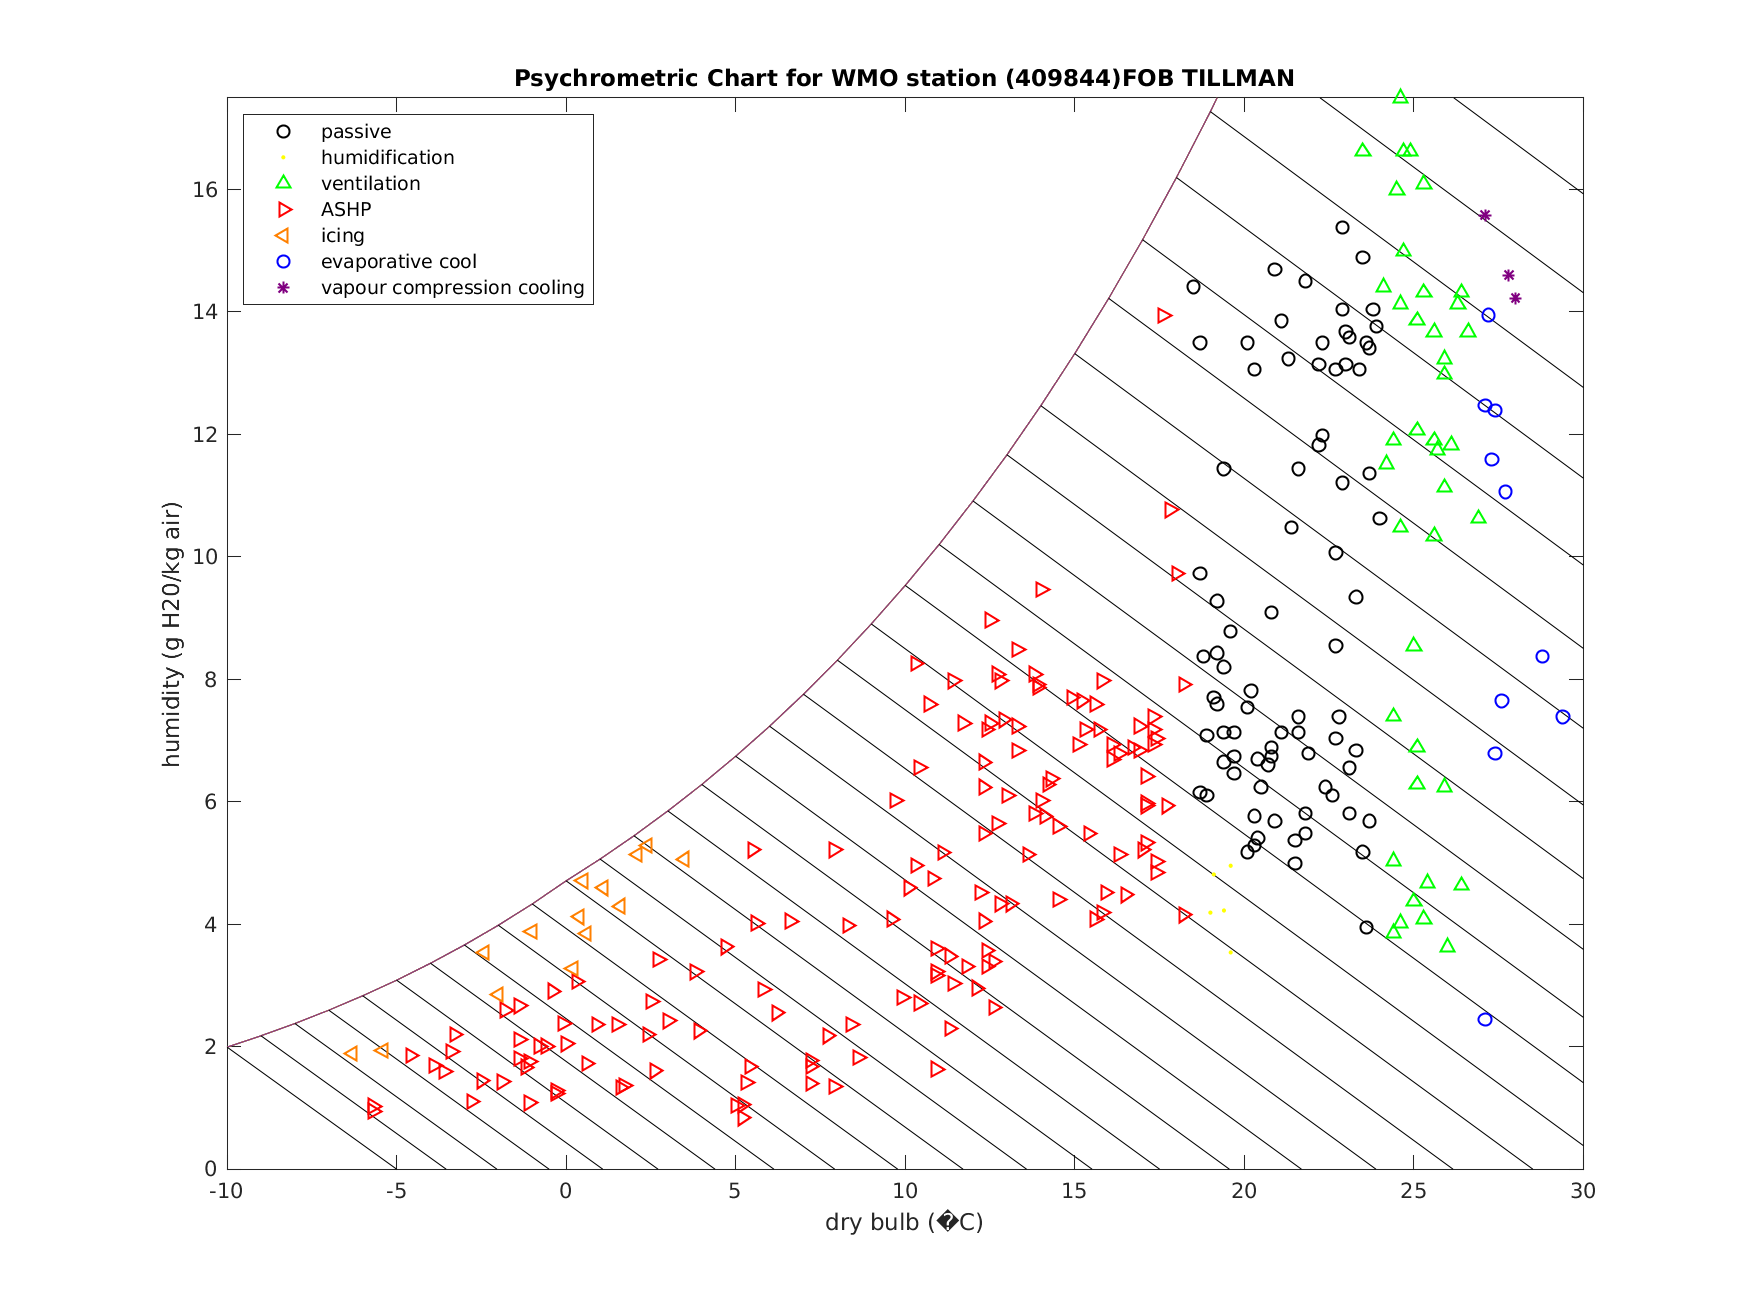 Psychrometric Chart for WMO station (409844)FOB TILLMAN
passive
humidification
ventilation
ASHP
icing
evaporative cool
vapour compression cooling
16
14
12
10
8
6
4
2
0
humidity (g H20/kg air)
-10 -5 0 5 10 15 20 25 30
dry bulb (�C)